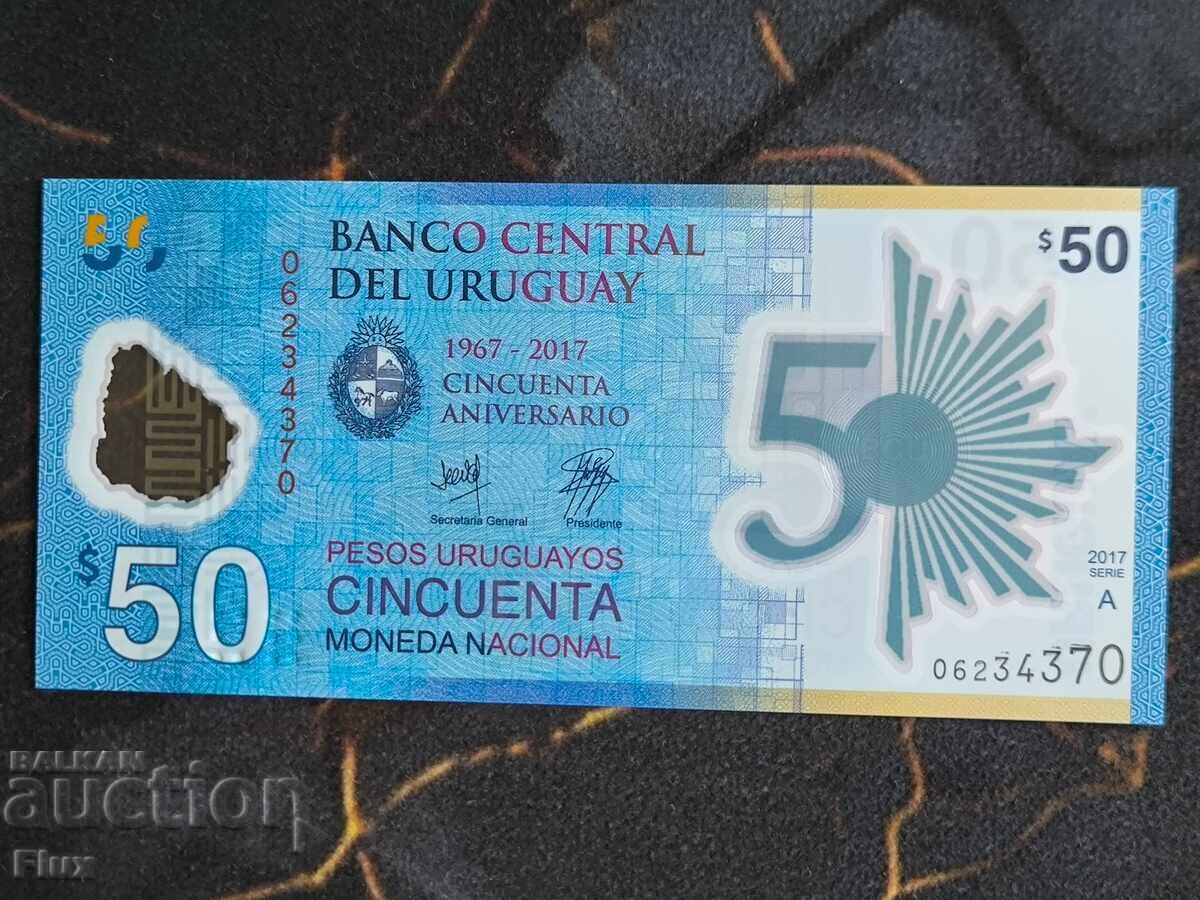 BANCO CENTRAL
DEL URUGUAY
$50
06234370
1967 - 2017
CINCUENTA
ANIVERSARIO
50
Secretaria General
Presidente
$50
PESOS URUGUAYOS
CINCUENTA
MONEDA NACIONAL
2017
SERIE
A
06234370
BALKAN
auction
Flux